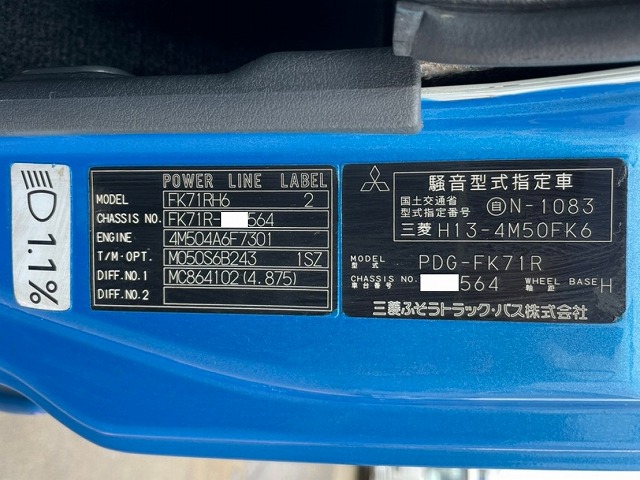 1.1%
POWER LINE LABEL
MODEL FK71RH6 2
CHASSIS NO. FK71R- 564
ENGINE 4M504A6F7301
T/M·OPT. M050S6B243 1SZ
DIFF.NO.1 MC864102(4.875)
DIFF.NO.2
騒音型式指定車
国土交通省
型式指定番号 自N-1083
三菱 H13-4M50FK6
MODEL
型式 PDG-FK71R
CHASSIS NO. 564 WHEEL BASE H
車台番号 軸距
三菱ふそうトラック・バス株式会社